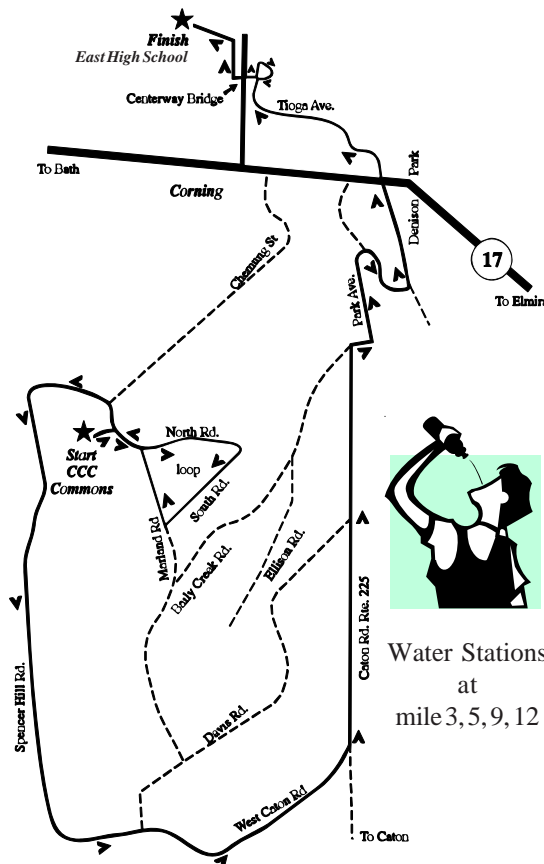 Finish
East High School
Centerway Bridge
Tioga Ave.
To Bath
Corning
Denison Park
17
To Elmira
Chemung St
Park Ave.
North Rd.
loop
South Rd.
Start
CCC
Commons
Morland Rd
Bealy Creek Rd.
Ellison Rd.
Caton Rd. Rte. 225
Spencer Hill Rd.
Davis Rd.
West Caton Rd.
To Caton
Water Stations
at
mile 3, 5, 9, 12